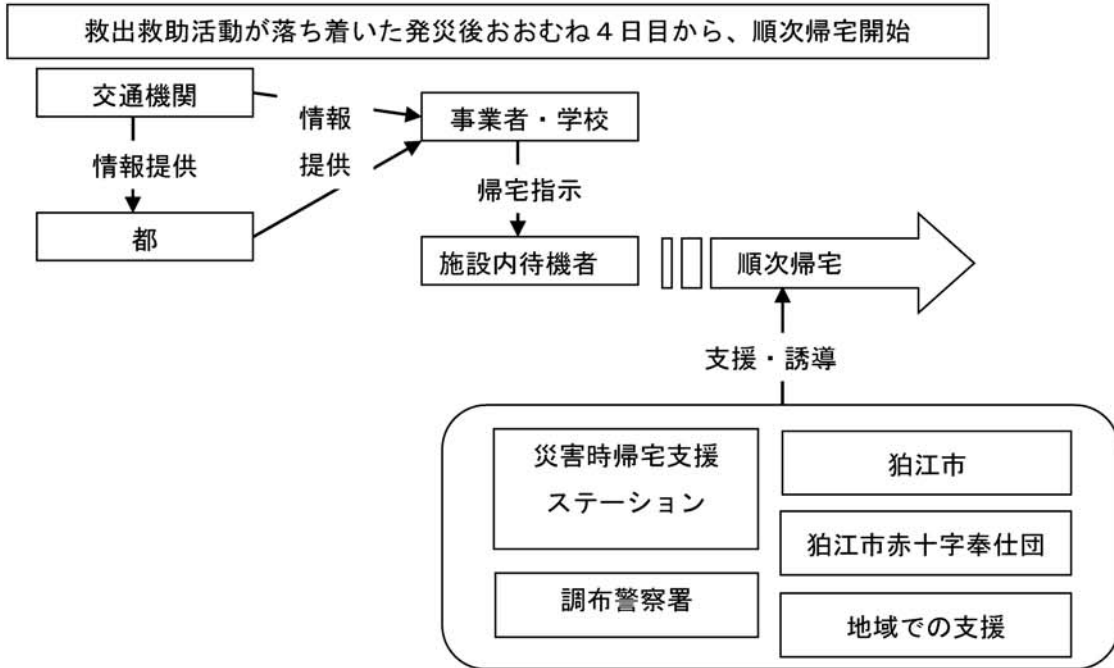 救出救助活動が落ち着いた発災後おおむね４日目から、順次帰宅開始
交通機関
情報
提供
事業者・学校
情報提供
帰宅指示
都
施設内待機者
順次帰宅
支援・誘導
災害時帰宅支援
ステーション
狛江市
狛江市赤十字奉仕団
調布警察署
地域での支援